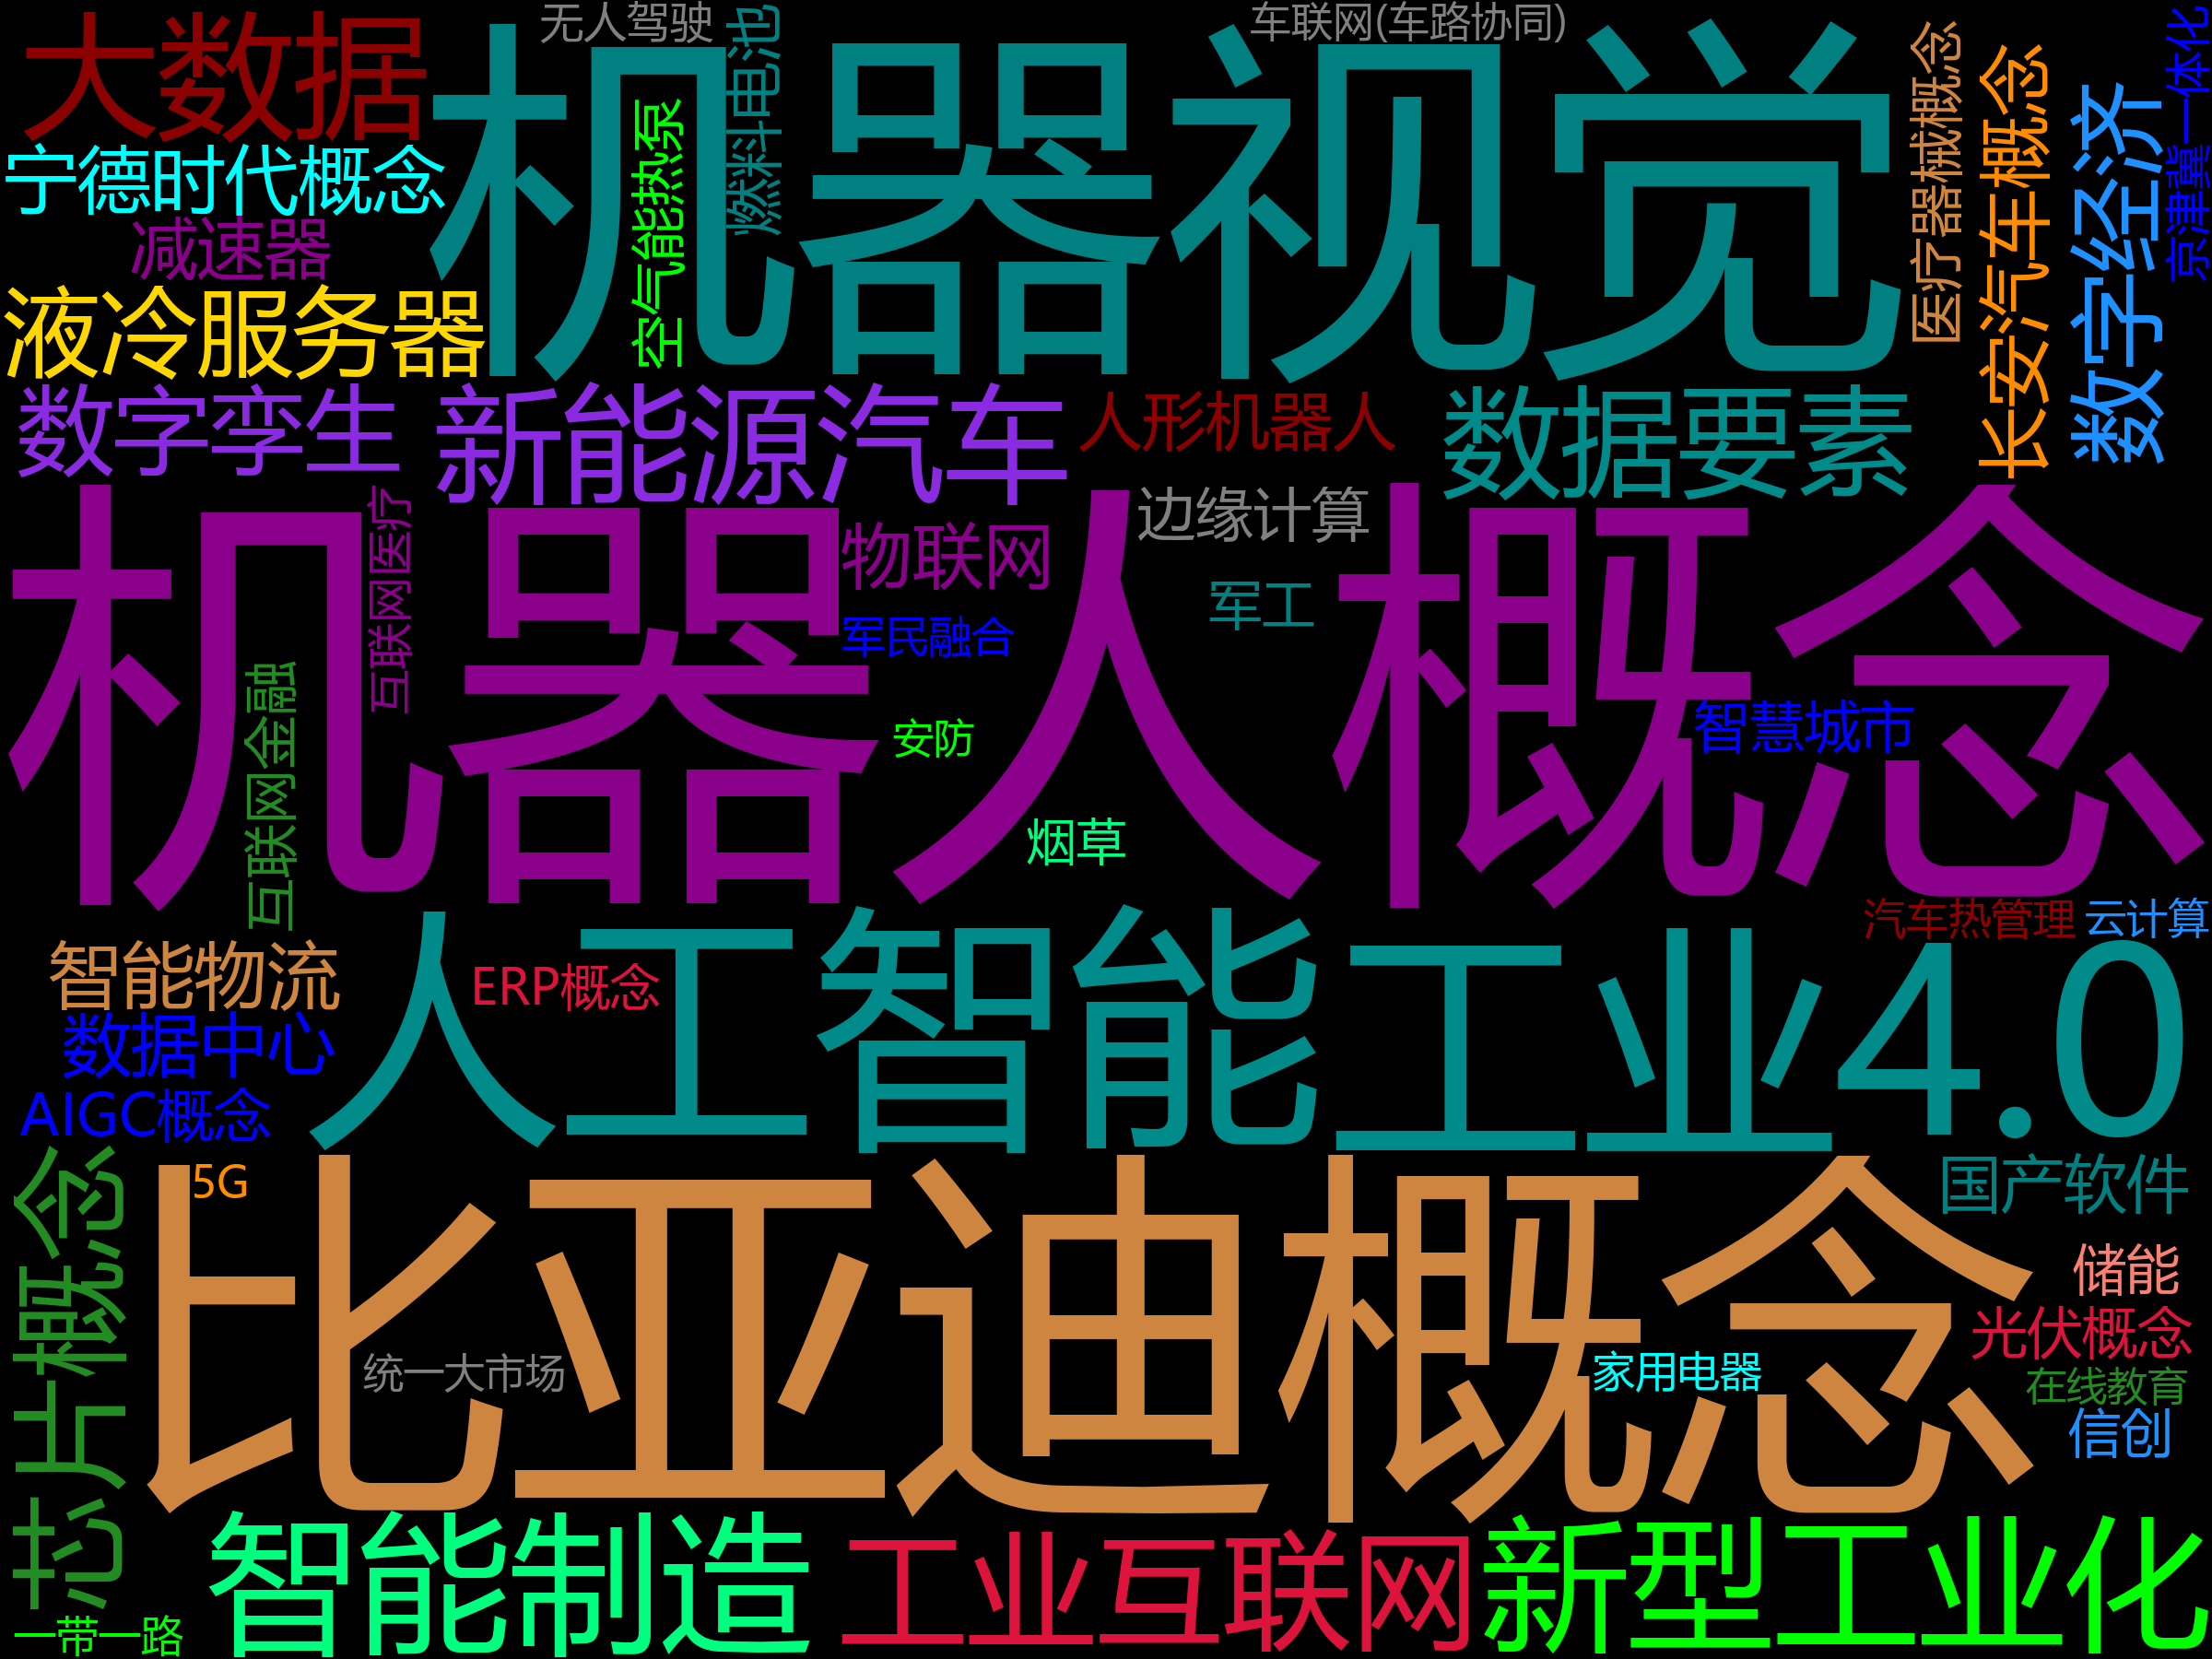 无人驾驶
车联网(车路协同)
大数据
机器视觉
燃料电池
空气能热泵
医疗器械概念
长安汽车概念
数字经济
京津冀一体化
宁德时代概念
减速器
液冷服务器
数字孪生
新能源汽车
人形机器人
数据要素
机器人概念
互联网医疗
物联网
边缘计算
军工
军民融合
互联网金融
安防
智慧城市
烟草
汽车热管理
云计算
智能物流
ERP概念
人工智能
工业4.0
数据中心
AIGC概念
5G
国产软件
芯片概念
比亚迪概念
储能
光伏概念
统一大市场
家用电器
在线教育
信创
智能制造
工业互联网
新型工业化
一带一路